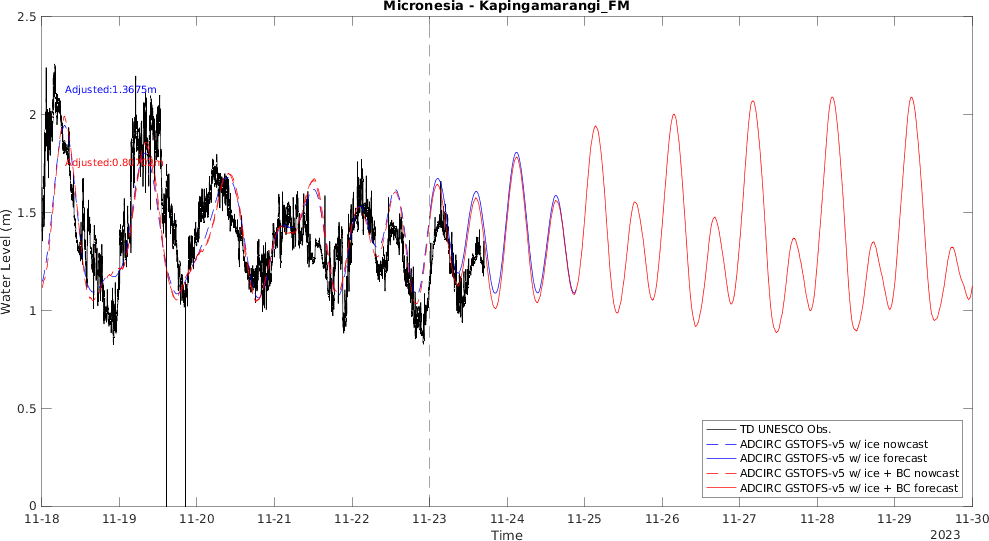 Micronesia - Kapingamarangi_FM
2.5
2
1.5
1
0.5
0
Water Level (m)
Adjusted:1.3675m
TD UNESCO Obs.
ADCIRC GSTOFS-v5 w/ ice nowcast
ADCIRC GSTOFS-v5 w/ ice forecast
ADCIRC GSTOFS-v5 w/ ice + BC nowcast
ADCIRC GSTOFS-v5 w/ ice + BC forecast
11-18 11-19 11-20 11-21 11-22 11-23 11-24 11-25 11-26 11-27 11-28 11-29 11-30
Time
2023